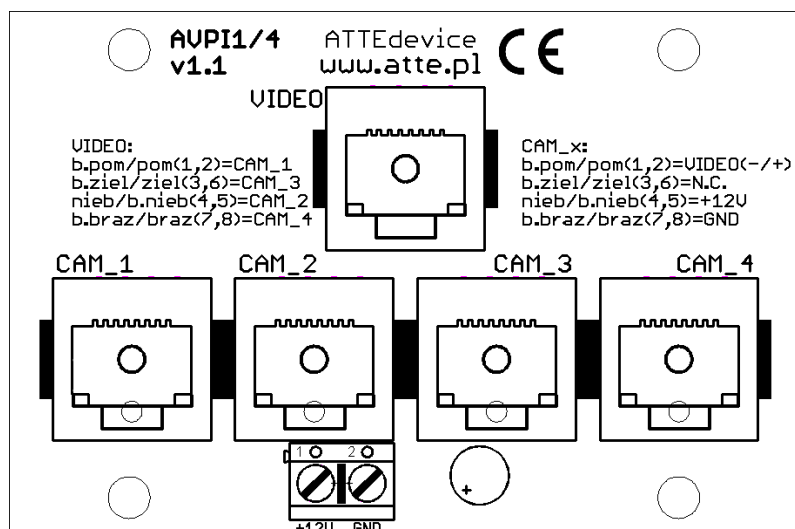 AVPI1/4
v1.1
ATTEdevice
www.atte.pl
CE
VIDEO
VIDEO:
b.pom/pom(1,2)=CAM_1
b.ziel/ziel(3,6)=CAM_3
nieb/b.nieb(4,5)=CAM_2
b.braz/braz(7,8)=CAM_4
CAM_x:
b.pom/pom(1,2)=VIDEO(-/+)
b.ziel/ziel(3,6)=N.C.
nieb/b.nieb(4,5)=+12V
b.braz/braz(7,8)=GND
CAM_1
CAM_2
CAM_3
CAM_4
1 2
+
+12V GND